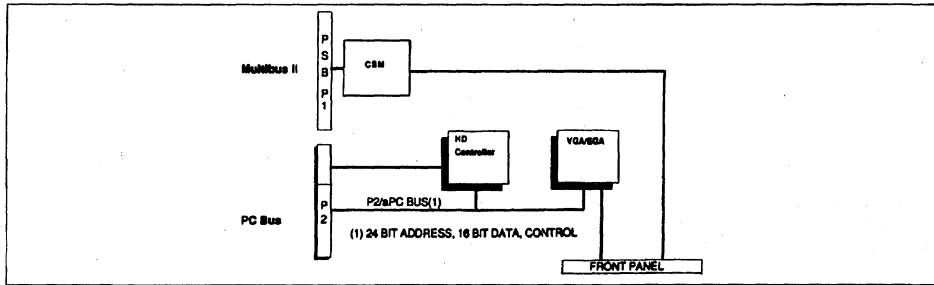 Multibus II
P
S
B
P
1
CSM
HD
Controller
VGA/SGA
PC Bus
P
2
P2/aPC BUS(1)
(1) 24 BIT ADDRESS, 16 BIT DATA, CONTROL
FRONT PANEL